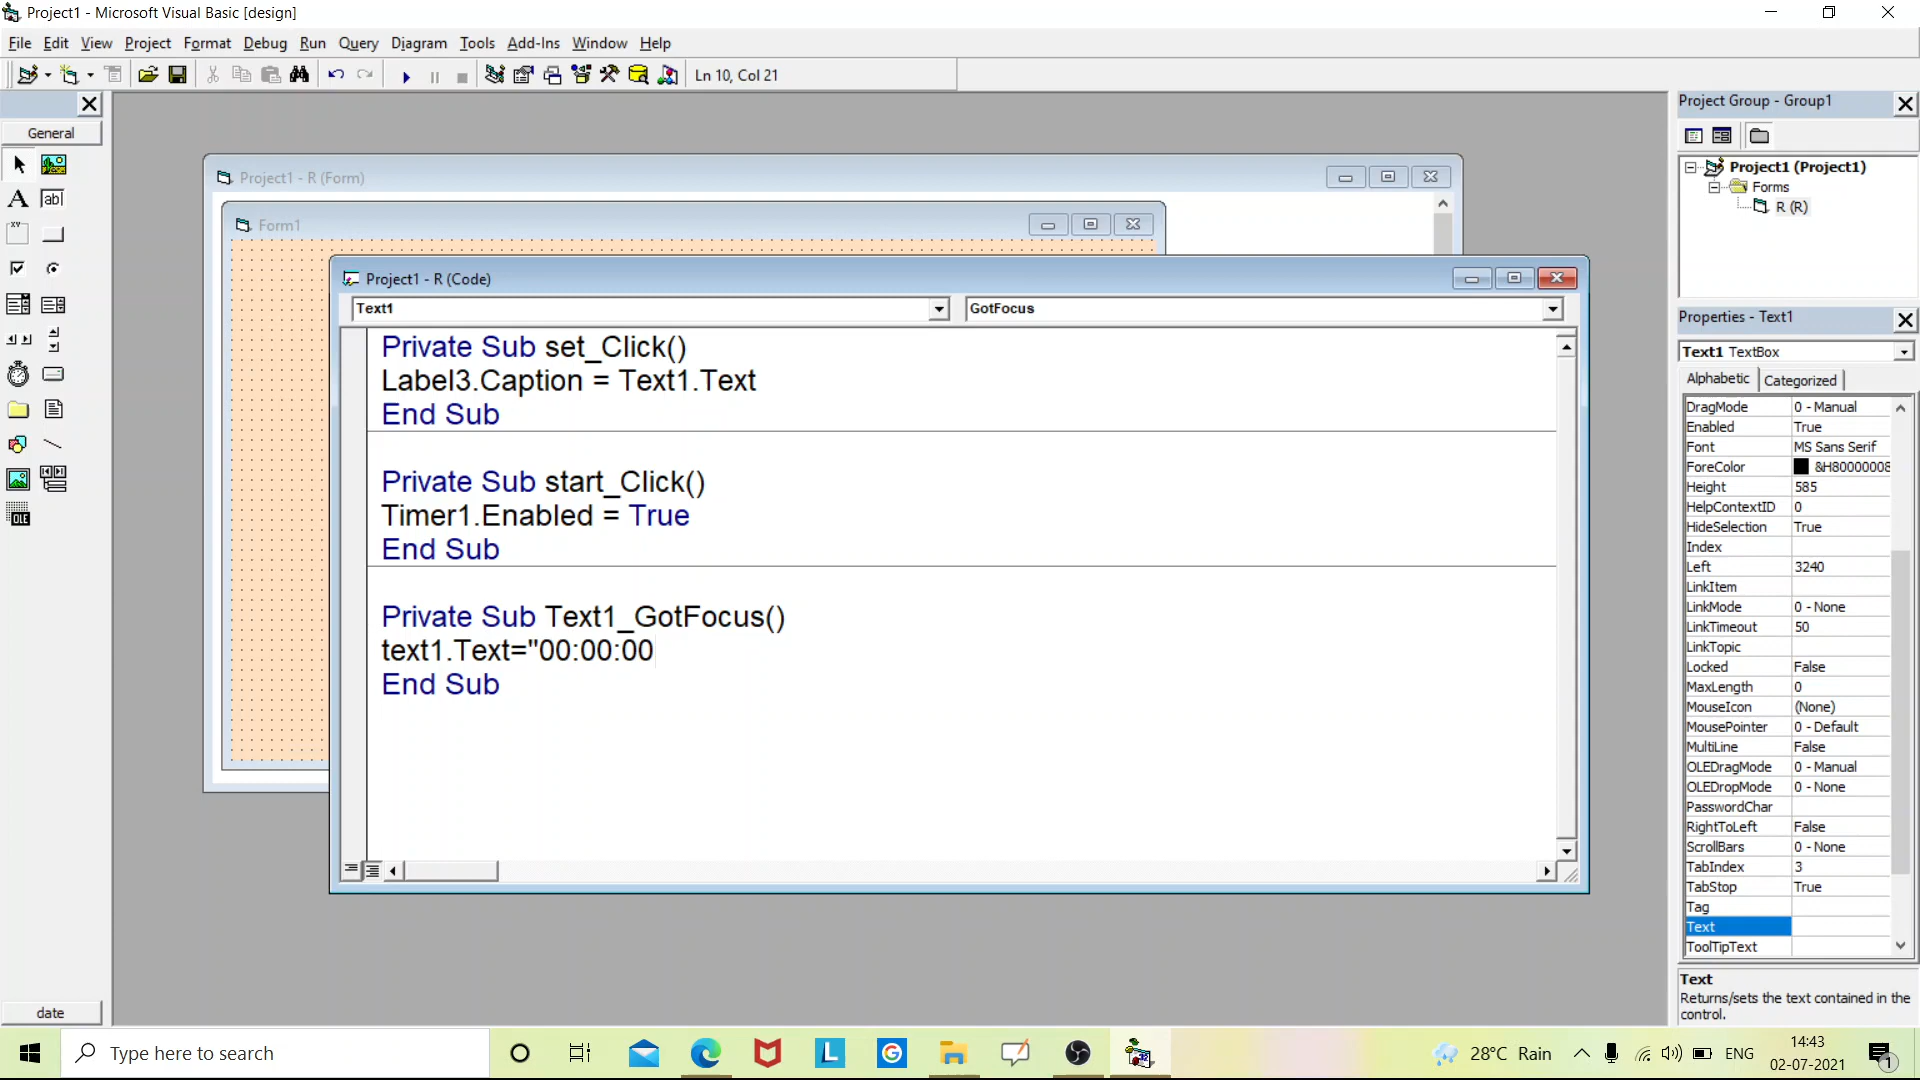 Project1 - Microsoft Visual Basic [design]
File Edit View Project Format Debug Run Query Diagram Tools Add-Ins Window Help
Ln 10, Col 21
General
date
Project1 - R (Form)
Form1
Project1 - R (Code)
Text1 GotFocus
Private Sub set_Click()
Label3.Caption = Text1.Text
End Sub
Private Sub start_Click()
Timer1.Enabled = True
End Sub
Private Sub Text1_GotFocus()
text1.Text="00:00:00
End Sub
Project Group - Group1
Project1 (Project1)
Forms
R (R)
Properties - Text1
Text1 TextBox
Alphabetic Categorized
DragMode 0 - Manual
Enabled True
Font MS Sans Serif
ForeColor &H80000008
Height 585
HelpContextID 0
HideSelection True
Index
Left 3240
LinkItem
LinkMode 0 - None
LinkTimeout 50
LinkTopic
Locked False
MaxLength 0
MouseIcon (None)
MousePointer 0 - Default
MultiLine False
OLEDragMode 0 - Manual
OLEDropMode 0 - None
PasswordChar
RightToLeft False
ScrollBars 0 - None
TabIndex 3
TabStop True
Tag
Text
ToolTipText
Text
Returns/sets the text contained in the
control.
Type here to search
28°C Rain
ENG
14:43
02-07-2021
1